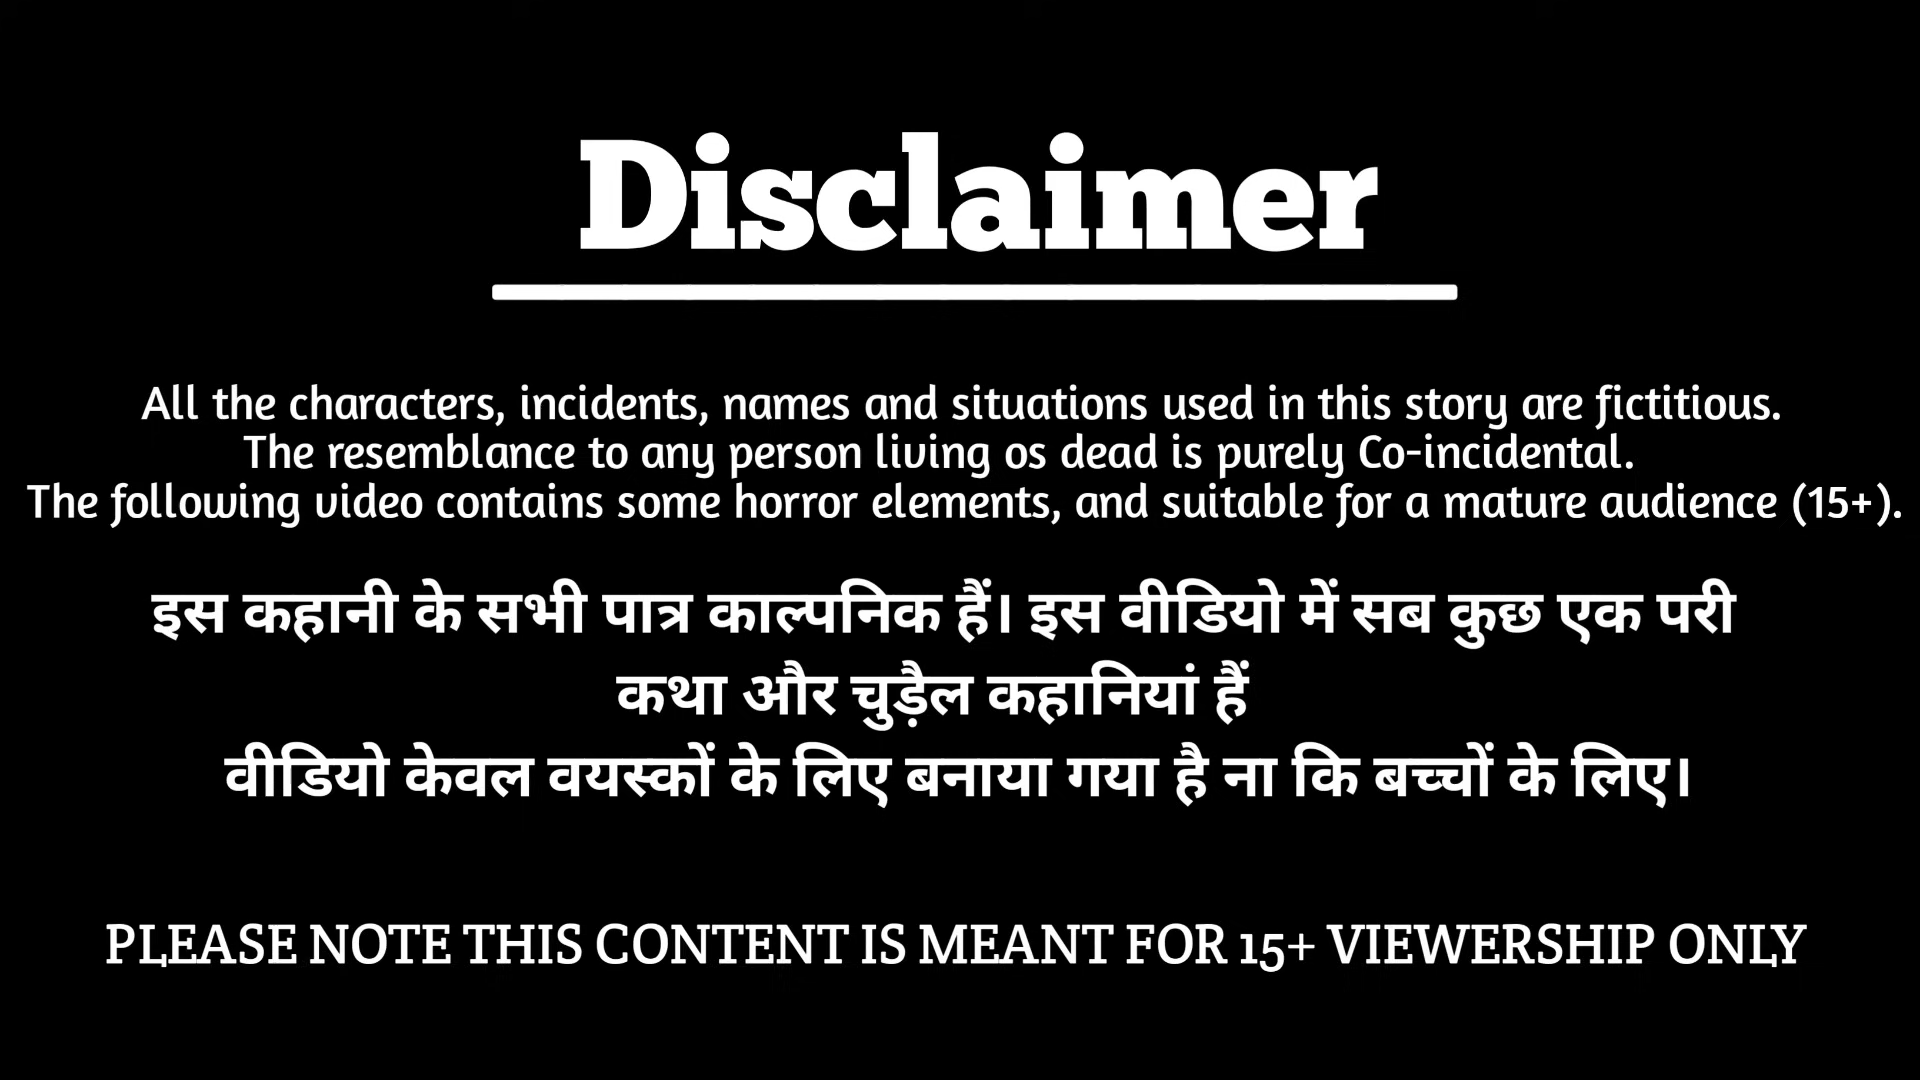 Disclaimer
All the characters, incidents, names and situations used in this story are fictitious.
The resemblance to any person living os dead is purely Co-incidental.
The following video contains some horror elements, and suitable for a mature audience (15+).
इस कहानी के सभी पात्र काल्पनिक हैं। इस वीडियो में सब कुछ एक परी
कथा और चुड़ैल कहानियां हैं
वीडियो केवल वयस्कों के लिए बनाया गया है ना कि बच्चों के लिए।
PLEASE NOTE THIS CONTENT IS MEANT FOR 15+ VIEWERSHIP ONLY